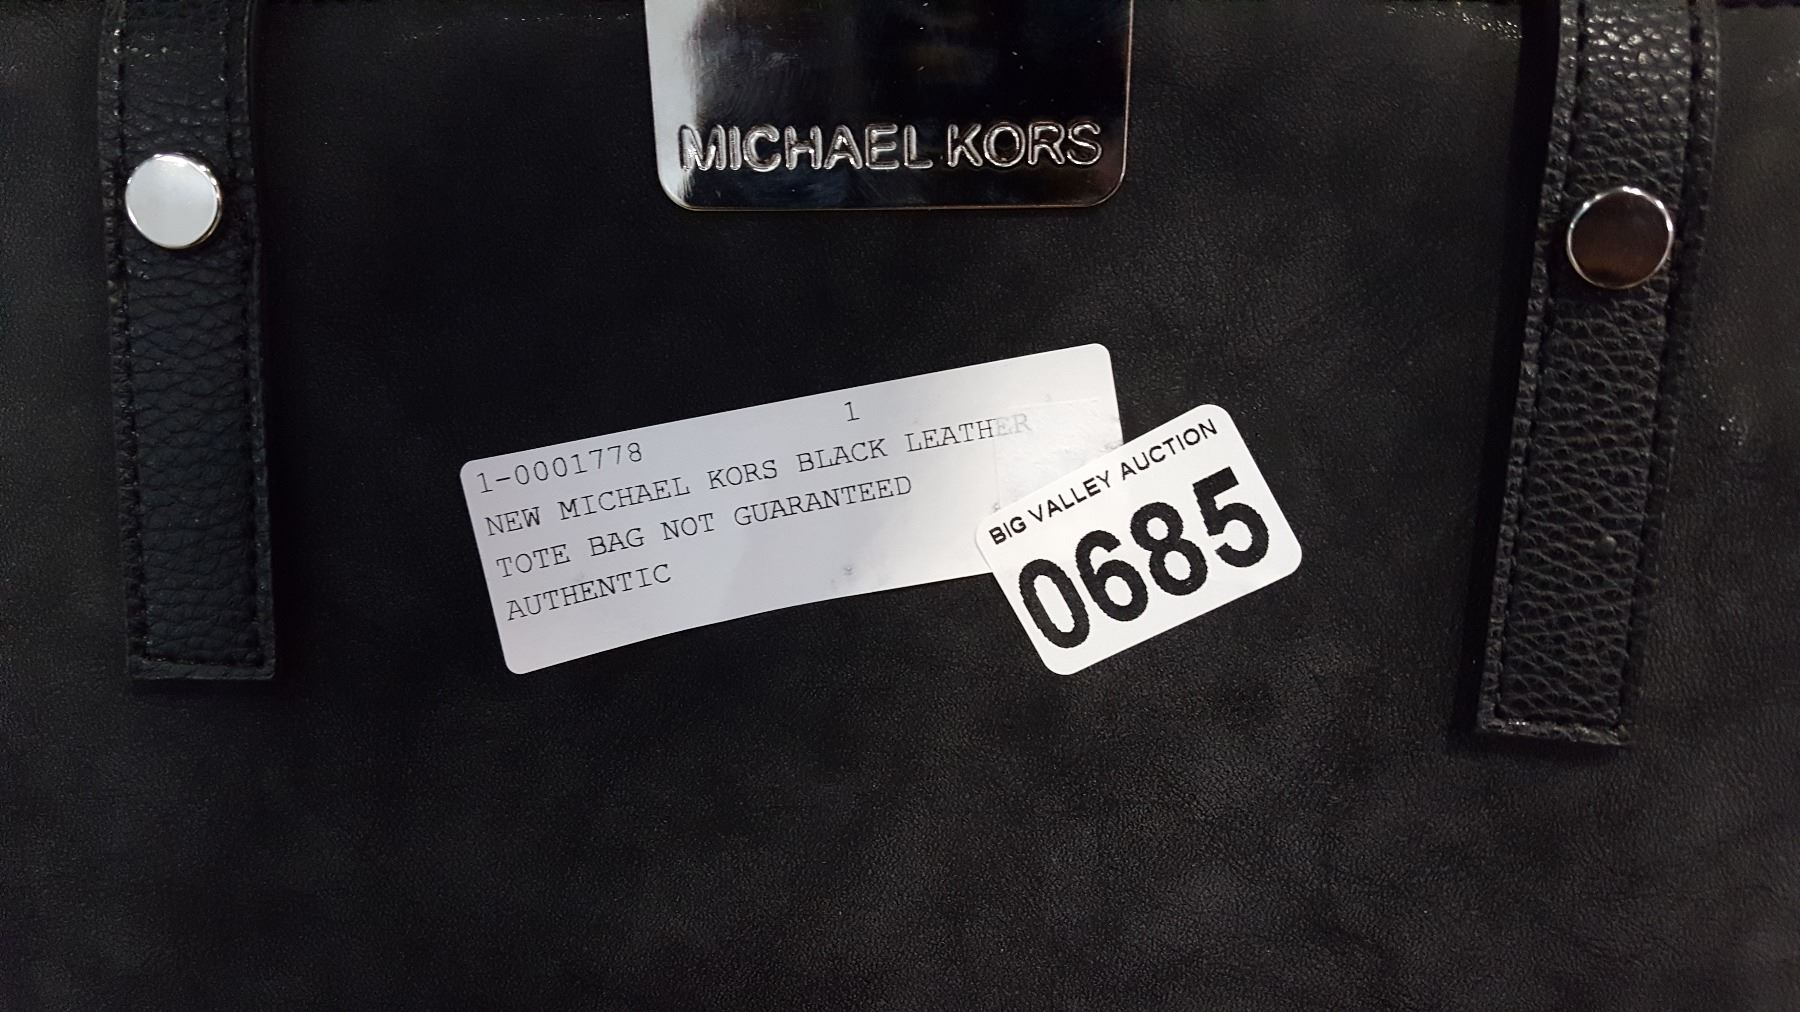 MICHAEL KORS
1-0001778 1
NEW MICHAEL KORS BLACK LEATHER
TOTE BAG NOT GUARANTEED
AUTHENTIC
BIG VALLEY AUCTION
0685